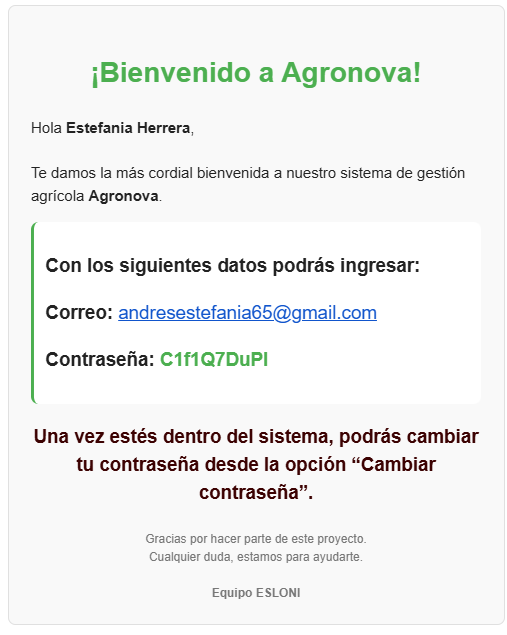 ¡Bienvenido a Agronova!
Hola Estefania Herrera,
Te damos la más cordial bienvenida a nuestro sistema de gestión
agrícola Agronova.
Con los siguientes datos podrás ingresar:
Correo: andresestefania65@gmail.com
Contraseña: C1f1Q7DuPI
Una vez estés dentro del sistema, podrás cambiar
tu contraseña desde la opción “Cambiar
contraseña”.
Gracias por hacer parte de este proyecto.
Cualquier duda, estamos para ayudarte.
Equipo ESLONI